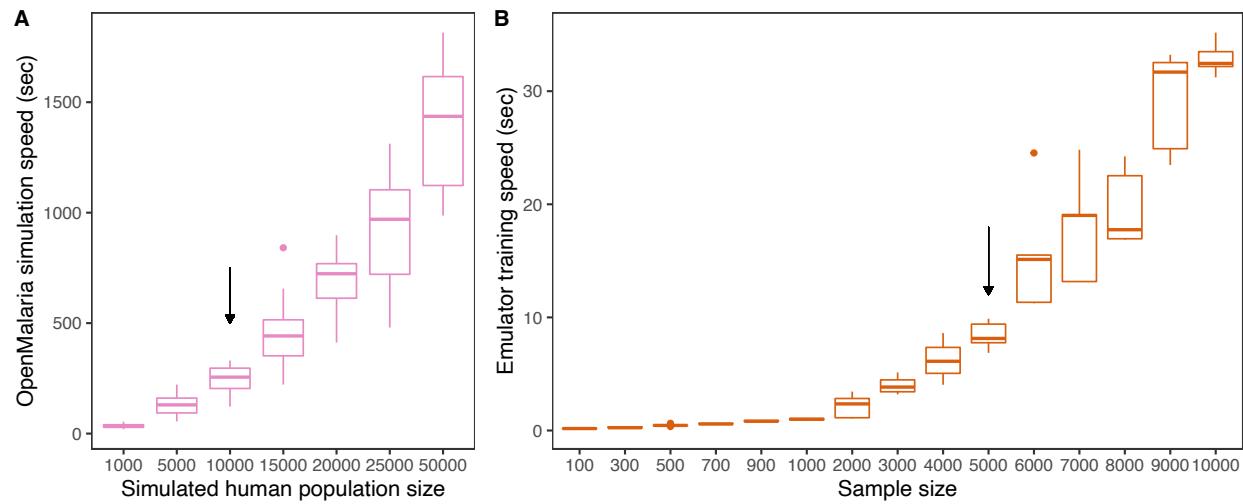 A
OpenMalaria simulation speed (sec)
1500
1000
500
0
1000 5000 10000 15000 20000 25000 50000
Simulated human population size
B
Emulator training speed (sec)
30
20
10
0
100 300 500 700 900 1000 2000 3000 4000 5000 6000 7000 8000 9000 10000
Sample size